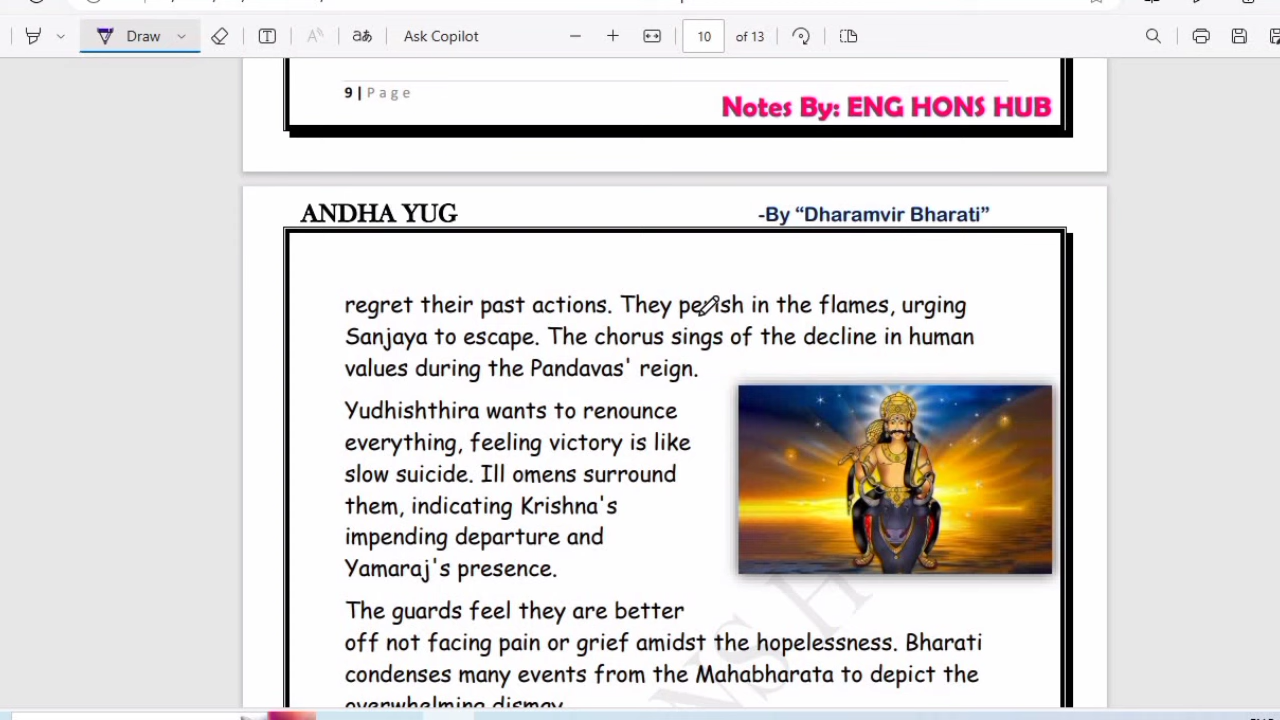 Draw
aあ
Ask Copilot
10 of 13
9 | Page
Notes By: ENG HONS HUB
ANDHA YUG
-By “Dharamvir Bharati”
regret their past actions. They perish in the flames, urging
Sanjaya to escape. The chorus sings of the decline in human
values during the Pandavas' reign.
Yudhishthira wants to renounce
everything, feeling victory is like
slow suicide. Ill omens surround
them, indicating Krishna's
impending departure and
Yamaraj's presence.
The guards feel they are better
off not facing pain or grief amidst the hopelessness. Bharati
condenses many events from the Mahabharata to depict the
overwhelming dismay